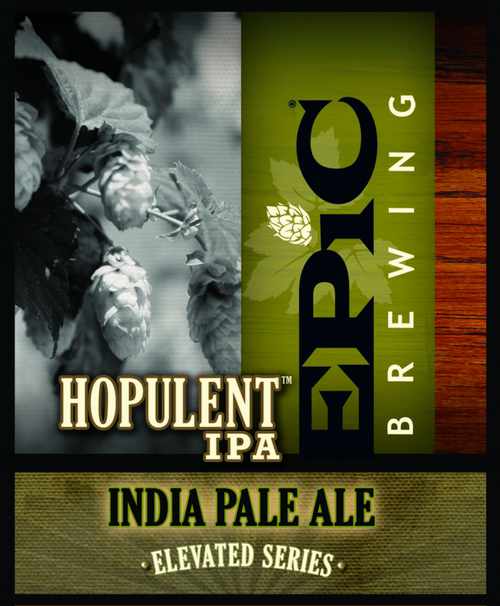 EPIC®
BREWING
HOPULENT™
IPA
INDIA PALE ALE
· ELEVATED SERIES ·